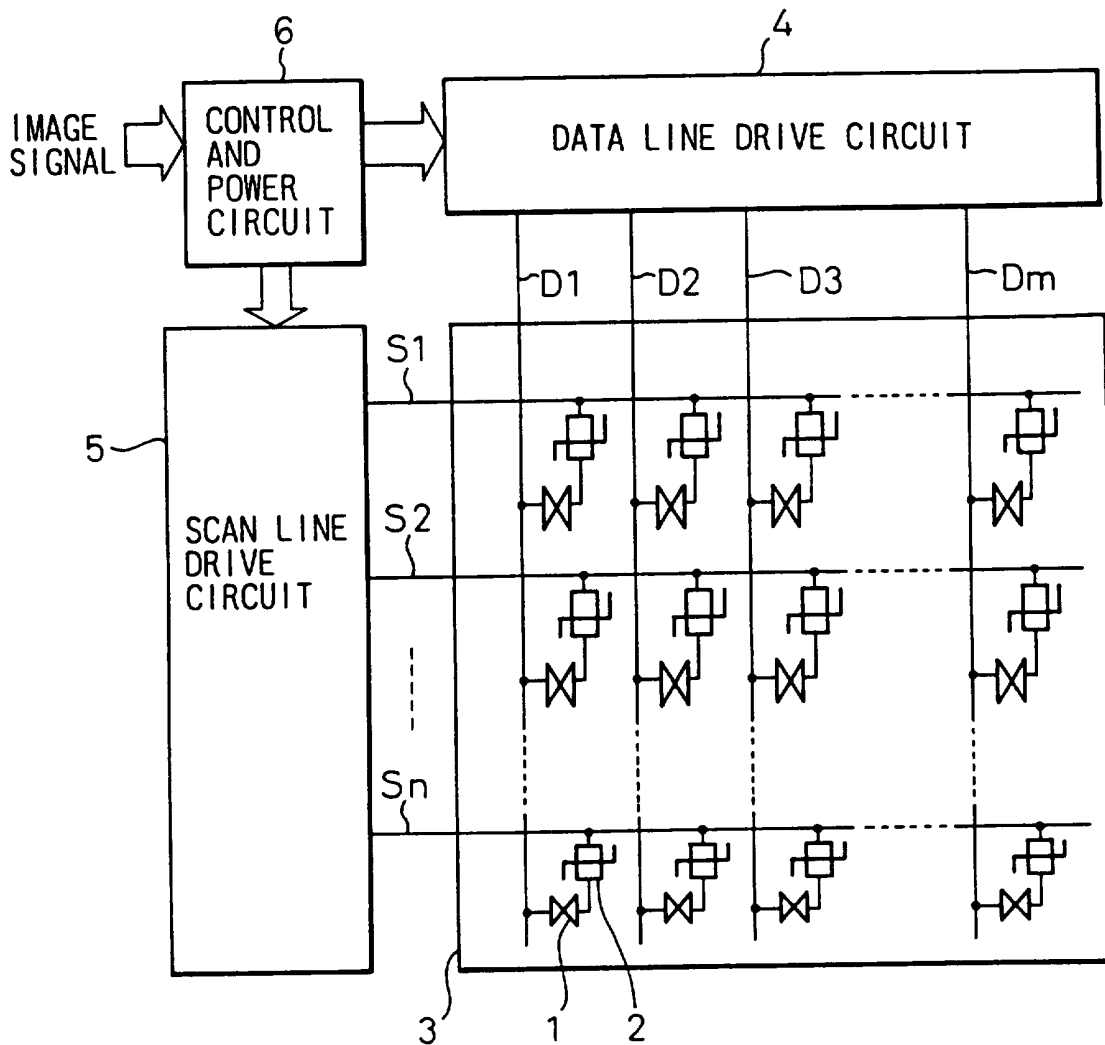 6
4
IMAGE
SIGNAL
CONTROL
AND
POWER
CIRCUIT
DATA LINE DRIVE CIRCUIT
D1
D2
D3
Dm
S1
5
S2
SCAN LINE
DRIVE
CIRCUIT
Sn
3
1
2